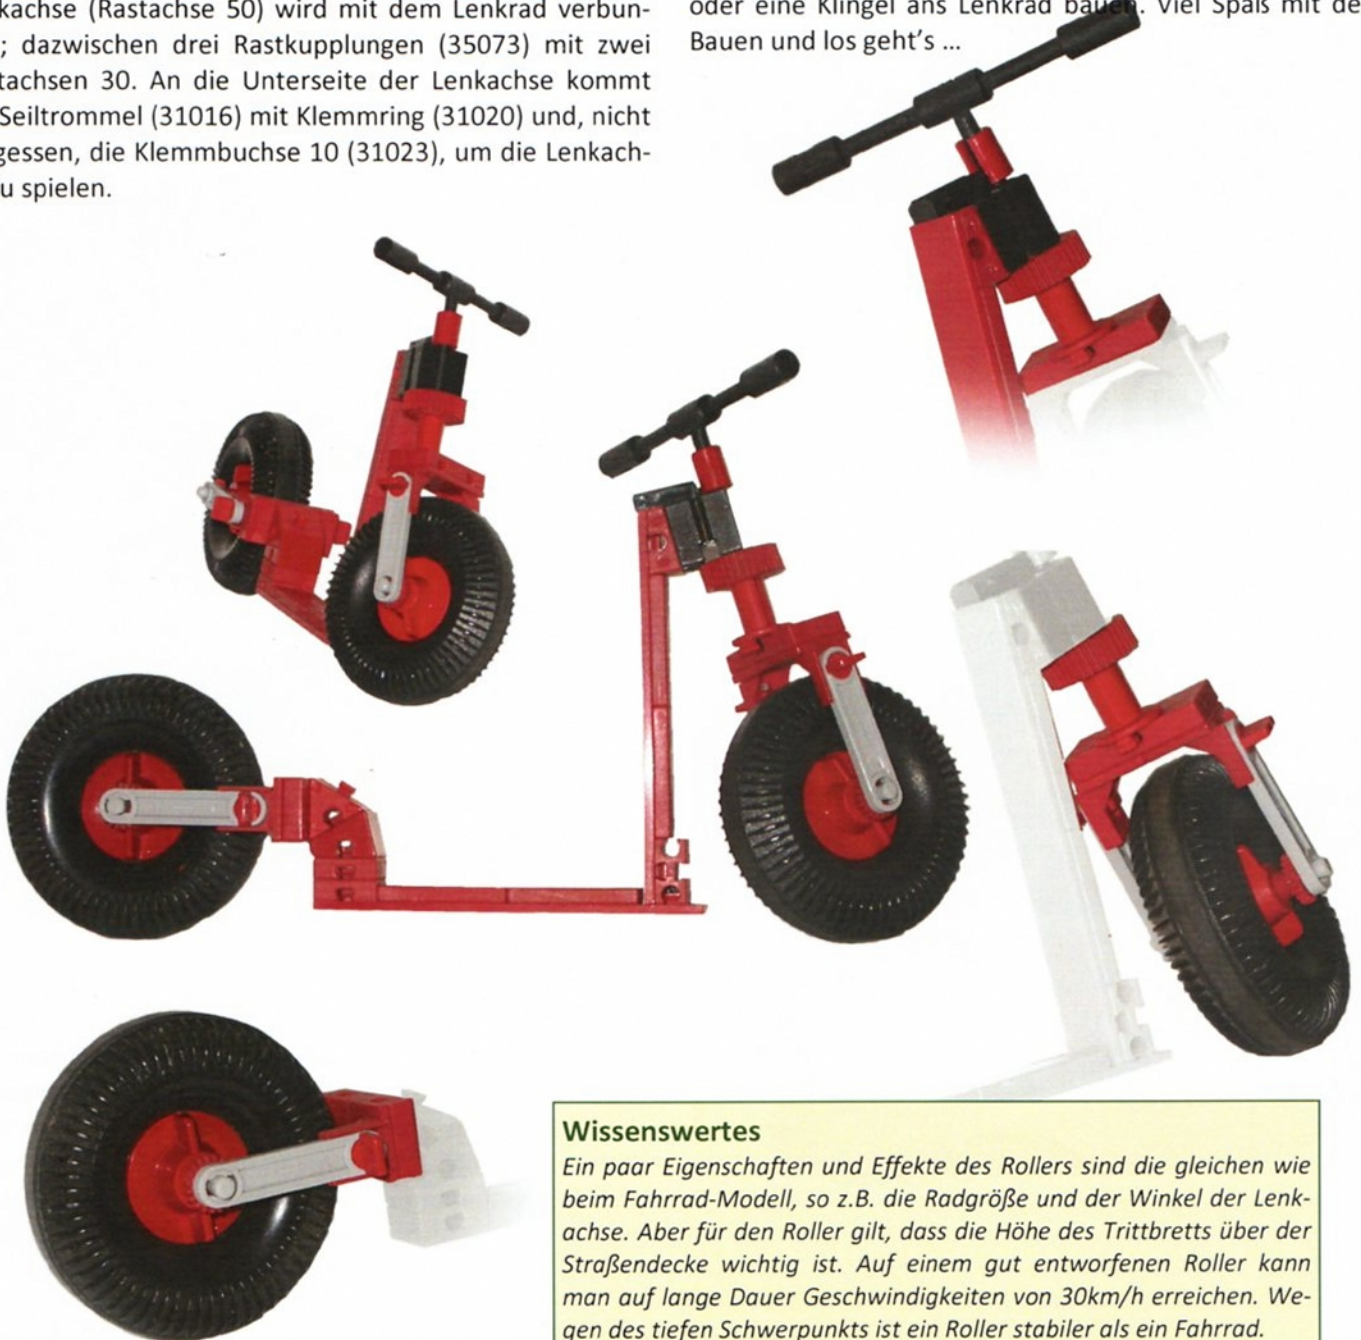 kachse (Rastachse 50) wird mit dem Lenkrad verbun-
; dazwischen drei Rastkupplungen (35073) mit zwei
tachsen 30. An die Unterseite der Lenkachse kommt
Seiltrommel (31016) mit Klemmring (31020) und, nicht
gessen, die Klemmbuchse 10 (31023), um die Lenkach-
u spielen.
oder eine Klingel ans Lenkrad bauen. Viel Spaß mit de
Bauen und los geht's ...
Wissenswertes
Ein paar Eigenschaften und Effekte des Rollers sind die gleichen wie
beim Fahrrad-Modell, so z.B. die Radgröße und der Winkel der Lenk-
achse. Aber für den Roller gilt, dass die Höhe des Trittbretts über der
Straßendecke wichtig ist. Auf einem gut entworfenen Roller kann
man auf lange Dauer Geschwindigkeiten von 30km/h erreichen. We-
gen des tiefen Schwerpunkts ist ein Roller stabiler als ein Fahrrad.